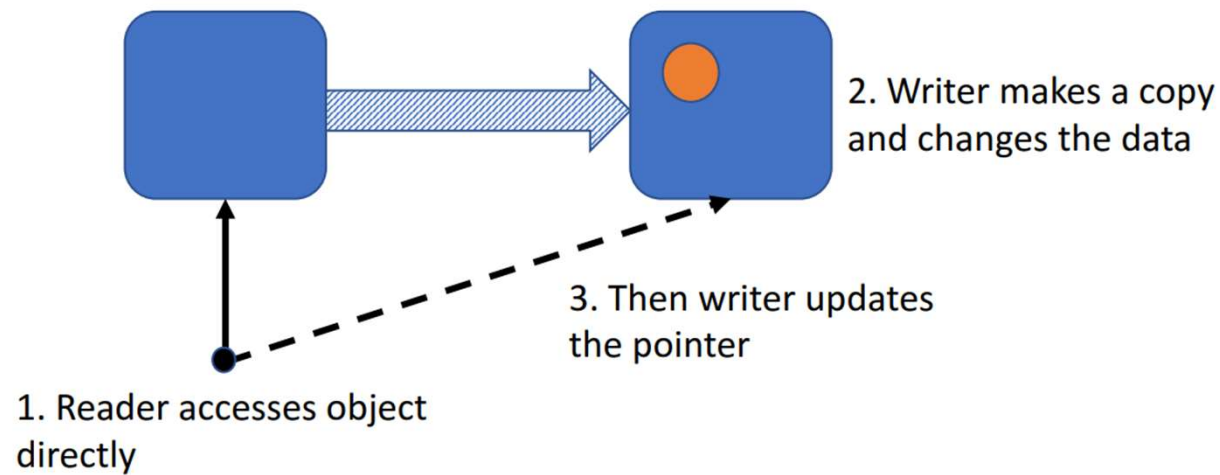 2. Writer makes a copy
and changes the data
3. Then writer updates
the pointer
1. Reader accesses object
directly